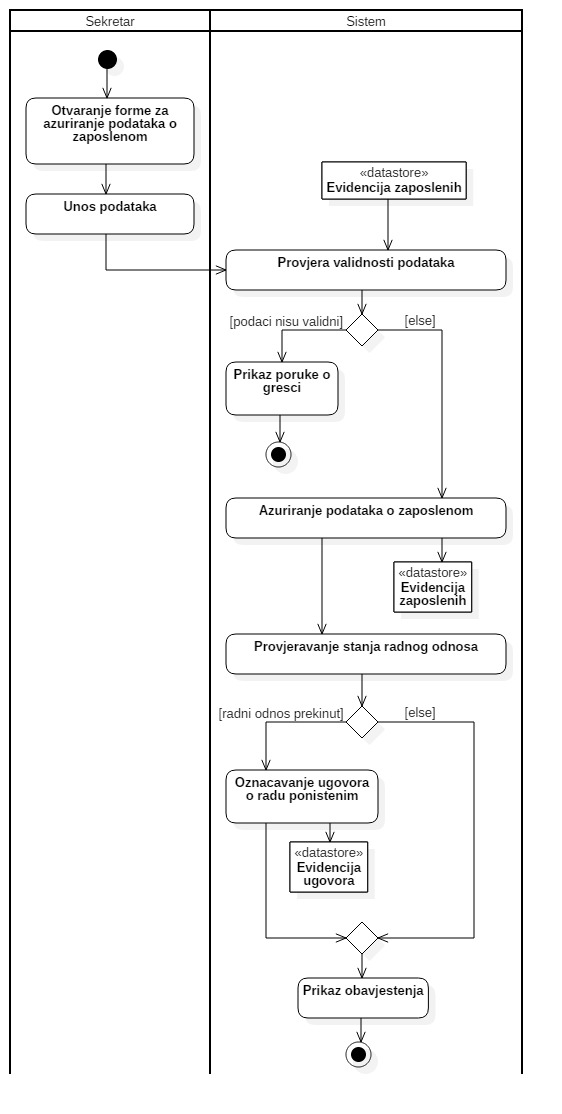 Sekretar
Sistem
Otvaranje forme za
azuriranje podataka o
zaposlenom
«datastore»
Evidencija zaposlenih
Unos podataka
Provjera validnosti podataka
[podaci nisu validni]
[else]
Prikaz poruke o
gresci
Azuriranje podataka o zaposlenom
«datastore»
Evidencija
zaposlenih
Provjeravanje stanja radnog odnosa
[radni odnos prekinut]
[else]
Oznacavanje ugovora
o radu ponistenim
«datastore»
Evidencija
ugovora
Prikaz obavjestenja